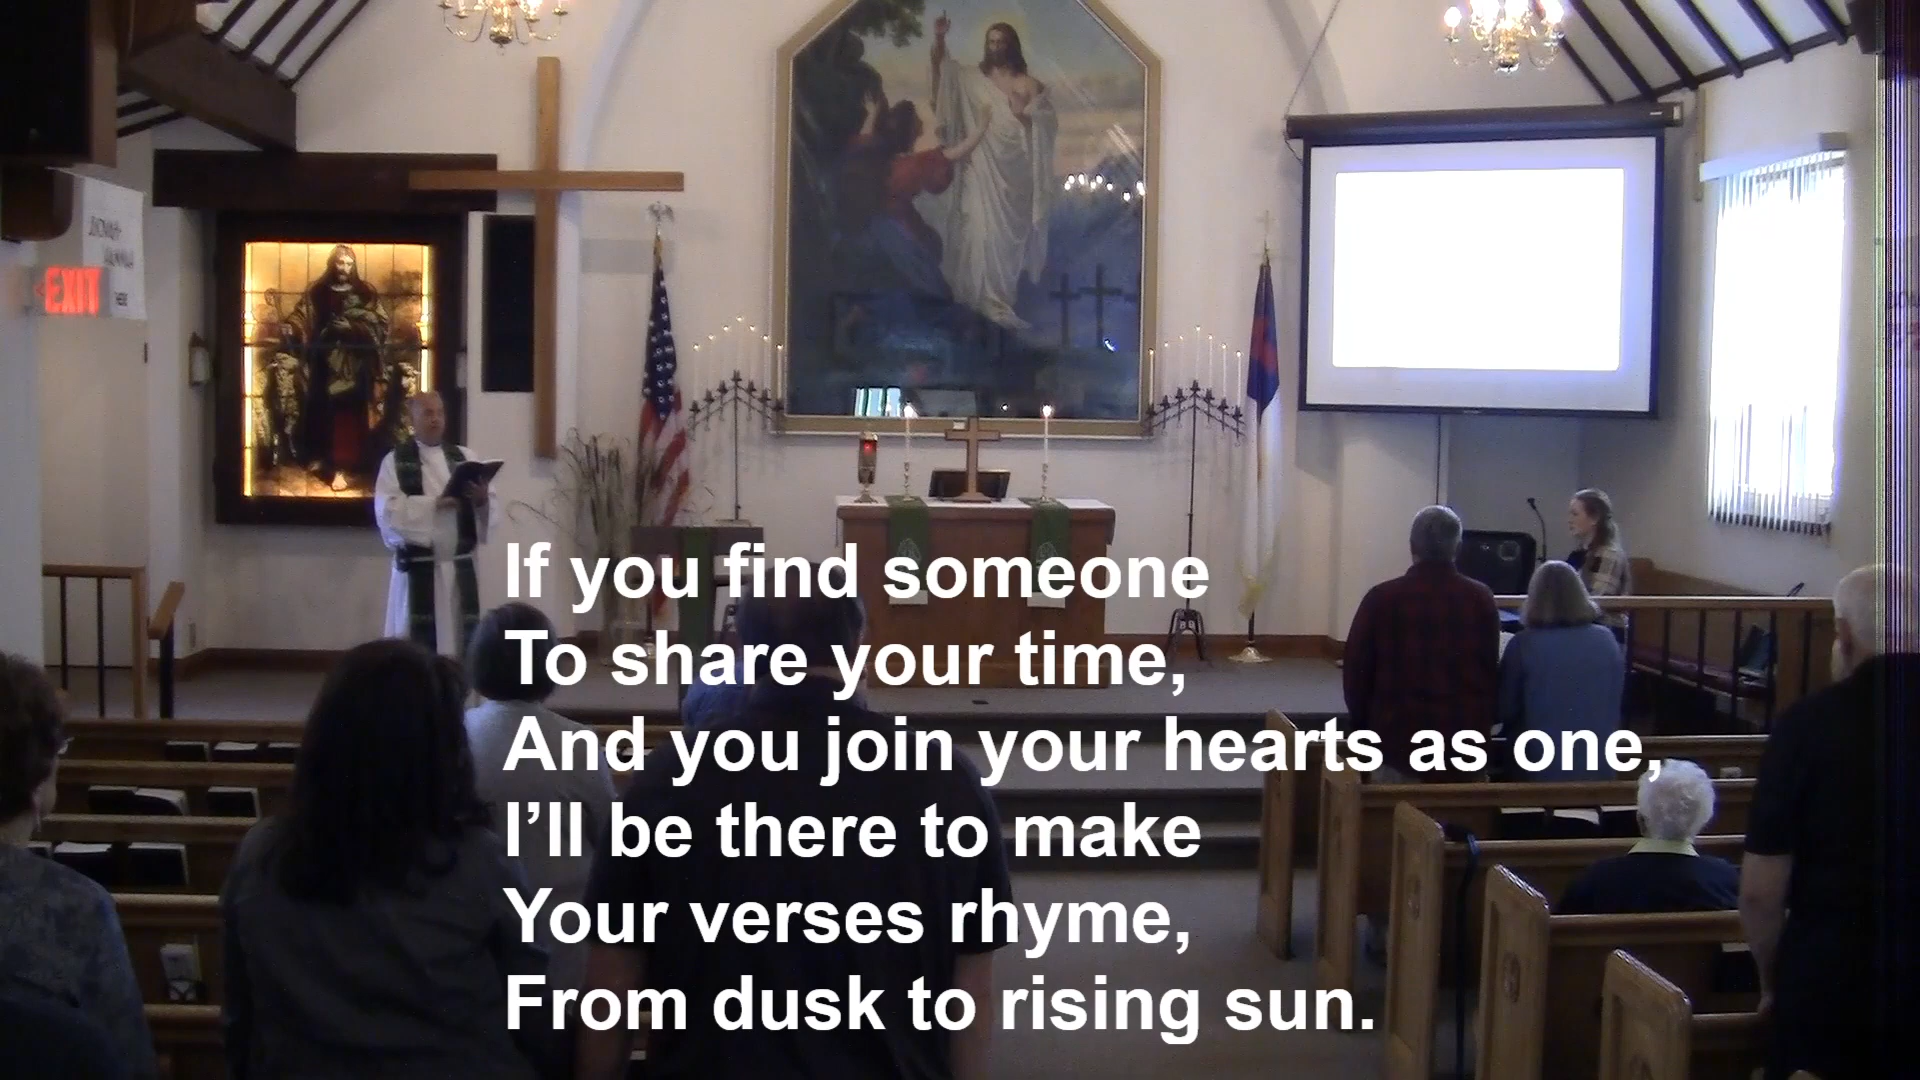 EXIT
HERE
If you find someone
To share your time,
And you join your hearts as one,
I’ll be there to make
Your verses rhyme,
From dusk to rising sun.